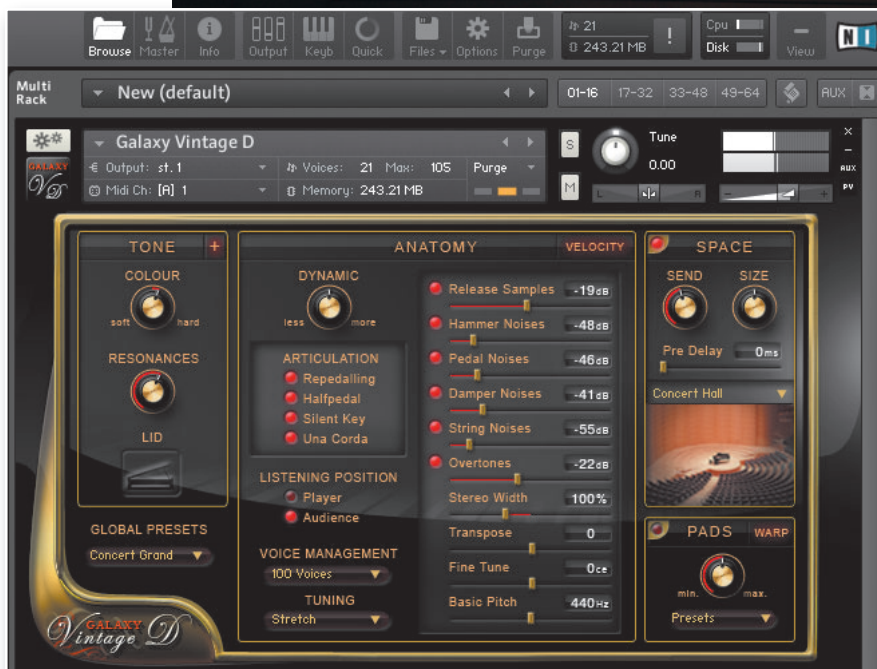 Browse Master Info Output Keyb Quick Files Options Purge
21
243.21 MB
!
Cpu
Disk
View
NI
Multi
Rack
New (default)
01-16 17-32 33-48 49-64
AUX
Galaxy Vintage D
Output: st.1
Voices: 21 Max: 105
Purge
Midi Ch: [A] 1
Memory: 243.21 MB
S
M
Tune
0.00
L R
- +
×
–
AUX
PV
GALAXY
VD
TONE +
COLOUR
soft hard
RESONANCES
LID
GLOBAL PRESETS
Concert Grand
GALAXY
Vintage D
ANATOMY
VELOCITY
DYNAMIC
less more
ARTICULATION
Repedalling
Halfpedal
Silent Key
Una Corda
LISTENING POSITION
Player
Audience
VOICE MANAGEMENT
100 Voices
TUNING
Stretch
Release Samples -19dB
Hammer Noises -48dB
Pedal Noises -46dB
Damper Noises -41dB
String Noises -55dB
Overtones -22dB
Stereo Width 100%
Transpose 0
Fine Tune 0ce
Basic Pitch 440Hz
SPACE
SEND SIZE
Pre Delay 0ms
Concert Hall
PADS WARP
min. max.
Presets